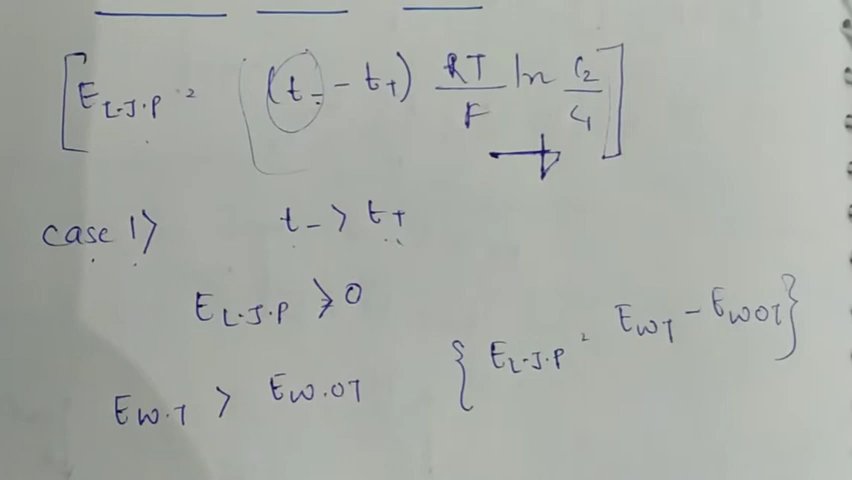 [E L.J.P = (t₋ - t₊) RT/F ln C₂/C₁]
case 1> t₋ > t₊
E L.J.P > 0
{E L.J.P = E WT - E WOT}
E W.T > E W.OT